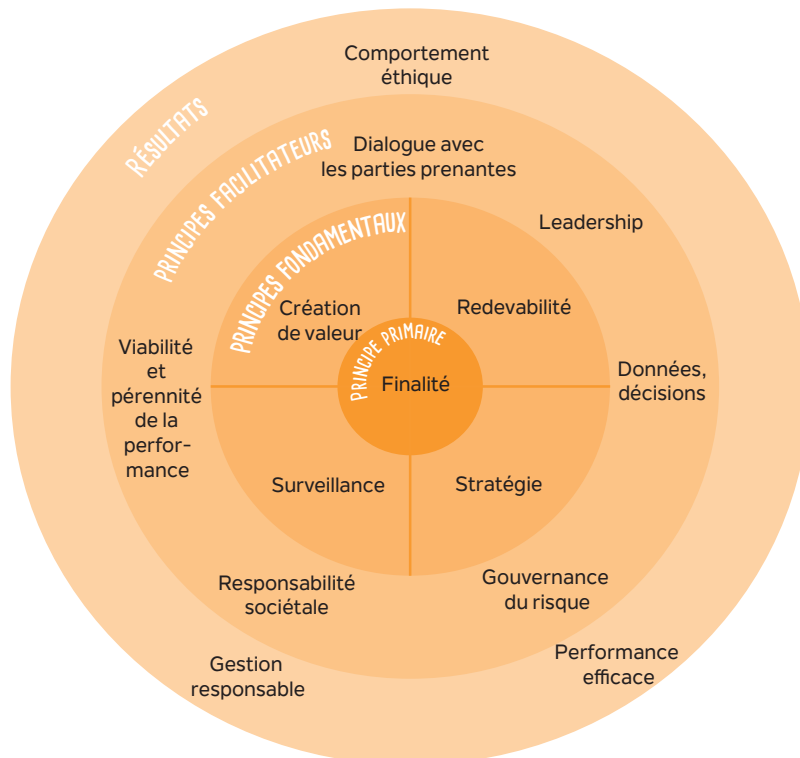 Comportement
éthique
RÉSULTATS
PRINCIPES FACILITATEURS
Dialogue avec
les parties prenantes
Leadership
PRINCIPES FONDAMENTAUX
Création
de valeur
Redevabilité
PRINCIPE PRIMAIRE
Finalité
Viabilité
et
pérennité
de la
perfor-
mance
Données,
décisions
Surveillance
Stratégie
Responsabilité
sociétale
Gouvernance
du risque
Gestion
responsable
Performance
efficace